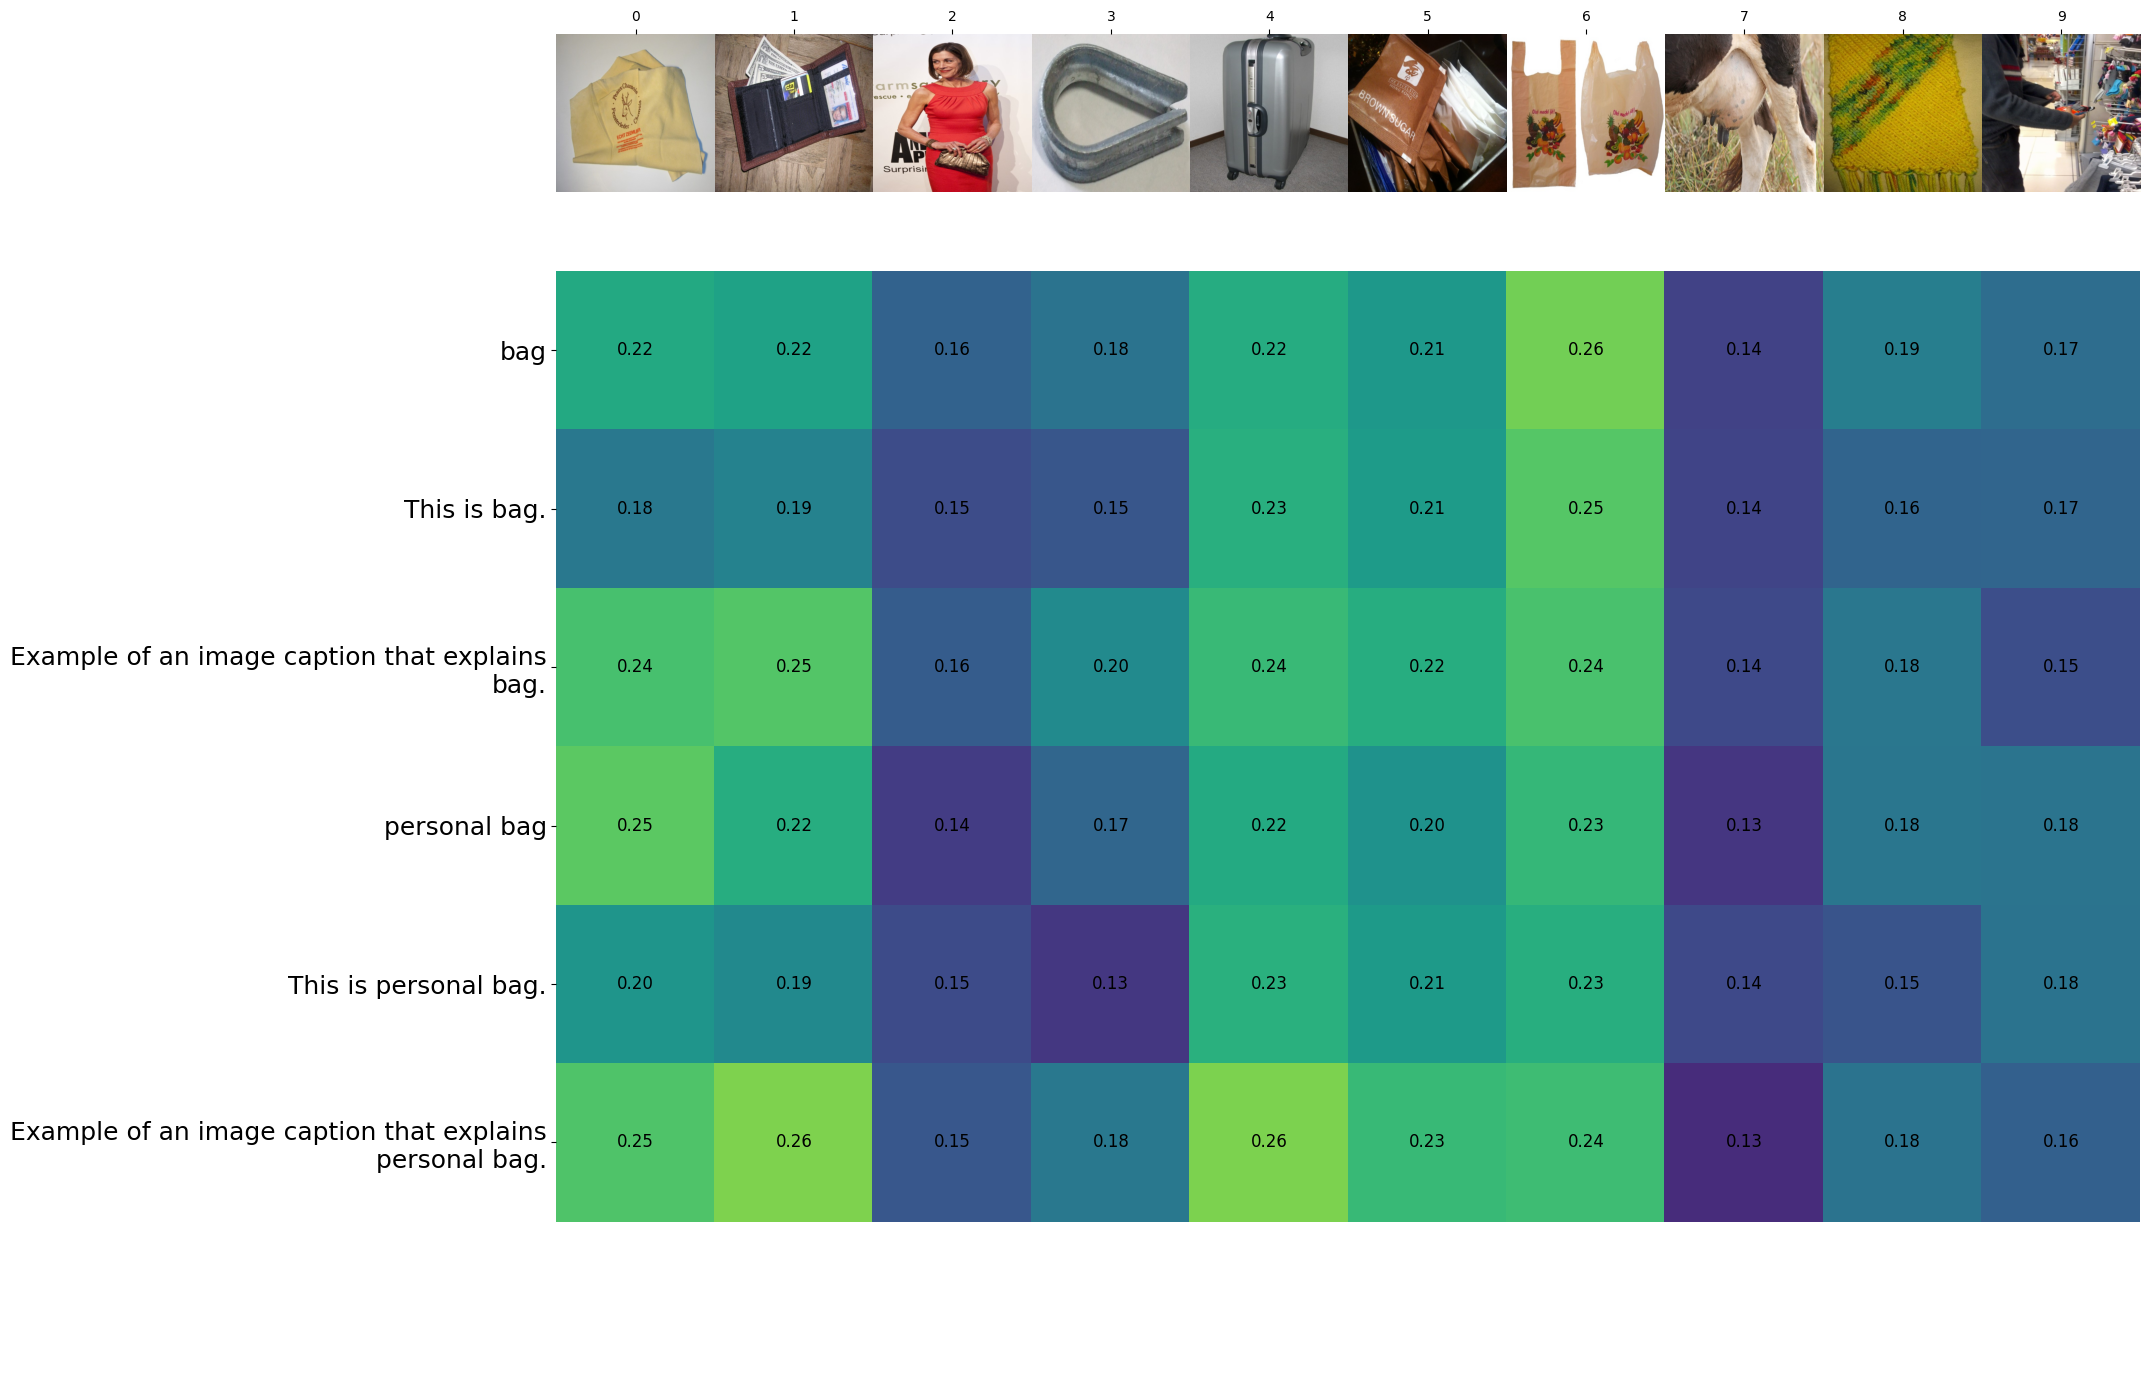 0 1 2 3 4 5 6 7 8 9
armsa y
escue • e
AN
AP
Surprisin
BROWN SUGAR
bag 0.22 0.22 0.16 0.18 0.22 0.21 0.26 0.14 0.19 0.17
This is bag. 0.18 0.19 0.15 0.15 0.23 0.21 0.25 0.14 0.16 0.17
Example of an image caption that explains
bag. 0.24 0.25 0.16 0.20 0.24 0.22 0.24 0.14 0.18 0.15
personal bag 0.25 0.22 0.14 0.17 0.22 0.20 0.23 0.13 0.18 0.18
This is personal bag. 0.20 0.19 0.15 0.13 0.23 0.21 0.23 0.14 0.15 0.18
Example of an image caption that explains
personal bag. 0.25 0.26 0.15 0.18 0.26 0.23 0.24 0.13 0.18 0.16